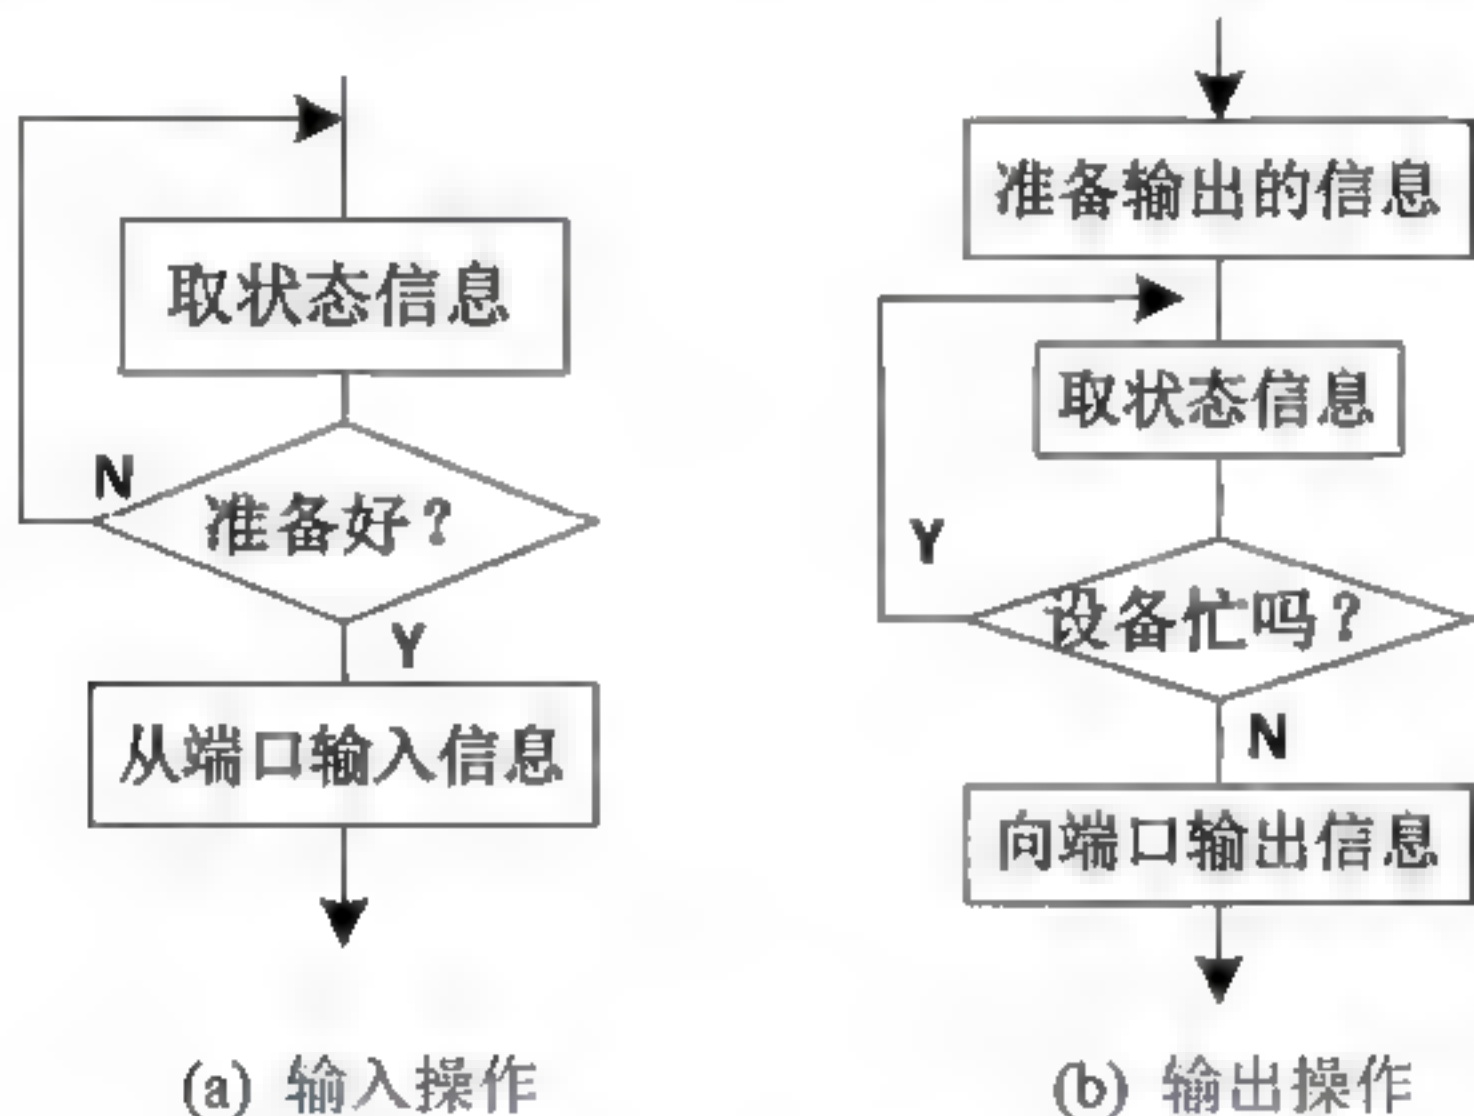 取状态信息
N
准备好?
Y
从端口输入信息
(a) 输入操作
准备输出的信息
取状态信息
Y
设备忙吗?
N
向端口输出信息
(b) 输出操作